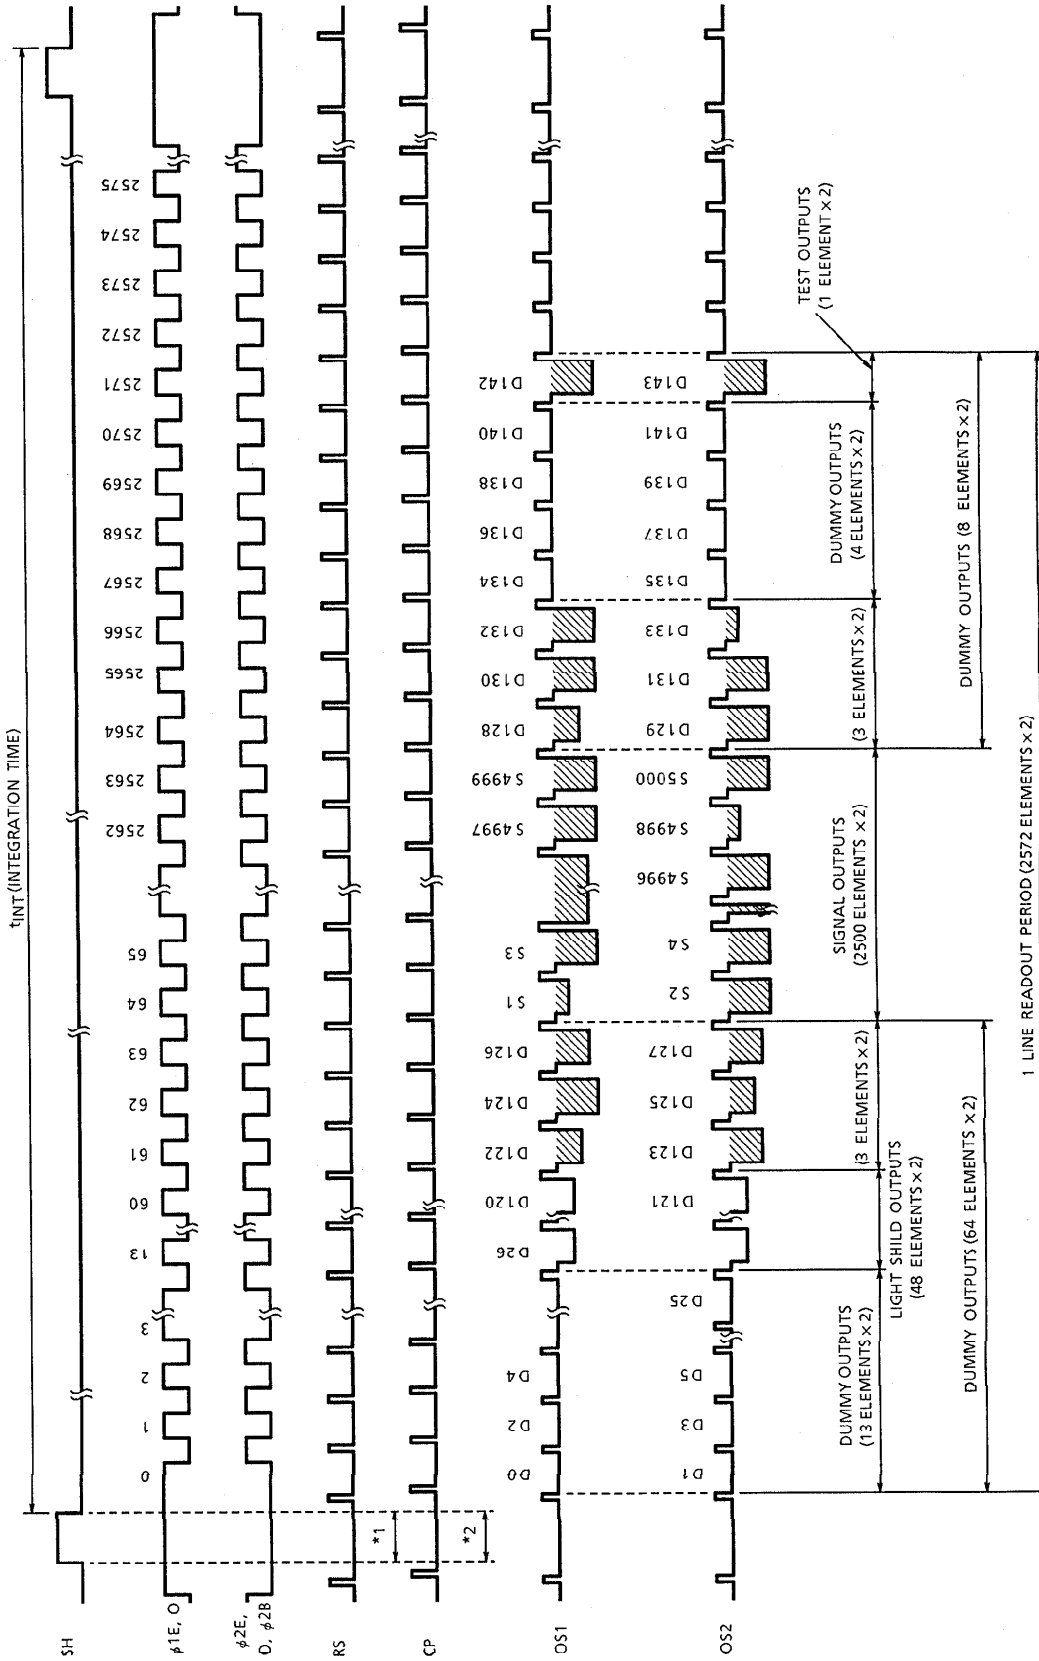 tINT (INTEGRATION TIME)
SH
φ1E, O
0 1 2 3 13 60 61 62 63 64 65 2562 2563 2564 2565 2566 2567 2568 2569 2570 2571 2572 2573 2574 2575
φ2E,
O, φ2B
RS
*1
CP
*2
OS1
D0 D2 D4 D26 D120 D122 D124 D126 S1 S3 S4997 S4999 D128 D130 D132 D134 D136 D138 D140 D142
OS2
D1 D3 D5 D25 D121 D123 D125 D127 S2 S4 S4996 S4998 S5000 D129 D131 D133 D135 D137 D139 D141 D143
DUMMY OUTPUTS
(13 ELEMENTS × 2)
LIGHT SHILD OUTPUTS
(48 ELEMENTS × 2)
(3 ELEMENTS × 2)
SIGNAL OUTPUTS
(2500 ELEMENTS × 2)
(3 ELEMENTS × 2)
DUMMY OUTPUTS
(4 ELEMENTS × 2)
TEST OUTPUTS
(1 ELEMENT × 2)
DUMMY OUTPUTS (64 ELEMENTS × 2)
DUMMY OUTPUTS (8 ELEMENTS × 2)
1 LINE READOUT PERIOD (2572 ELEMENTS × 2)